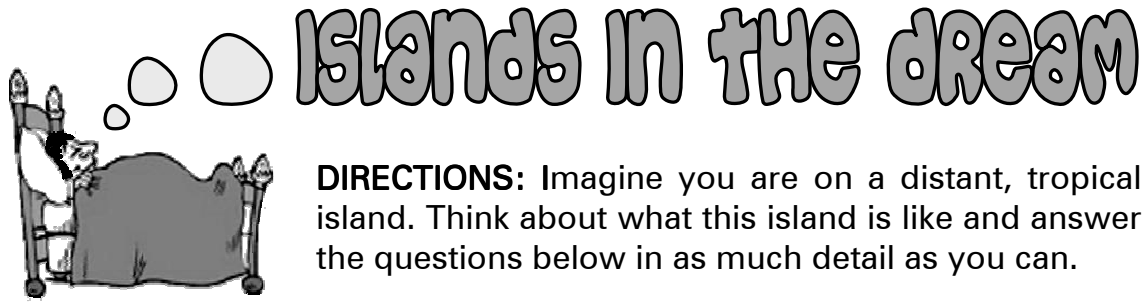 Islands in the dream
DIRECTIONS: Imagine you are on a distant, tropical
island. Think about what this island is like and answer
the questions below in as much detail as you can.